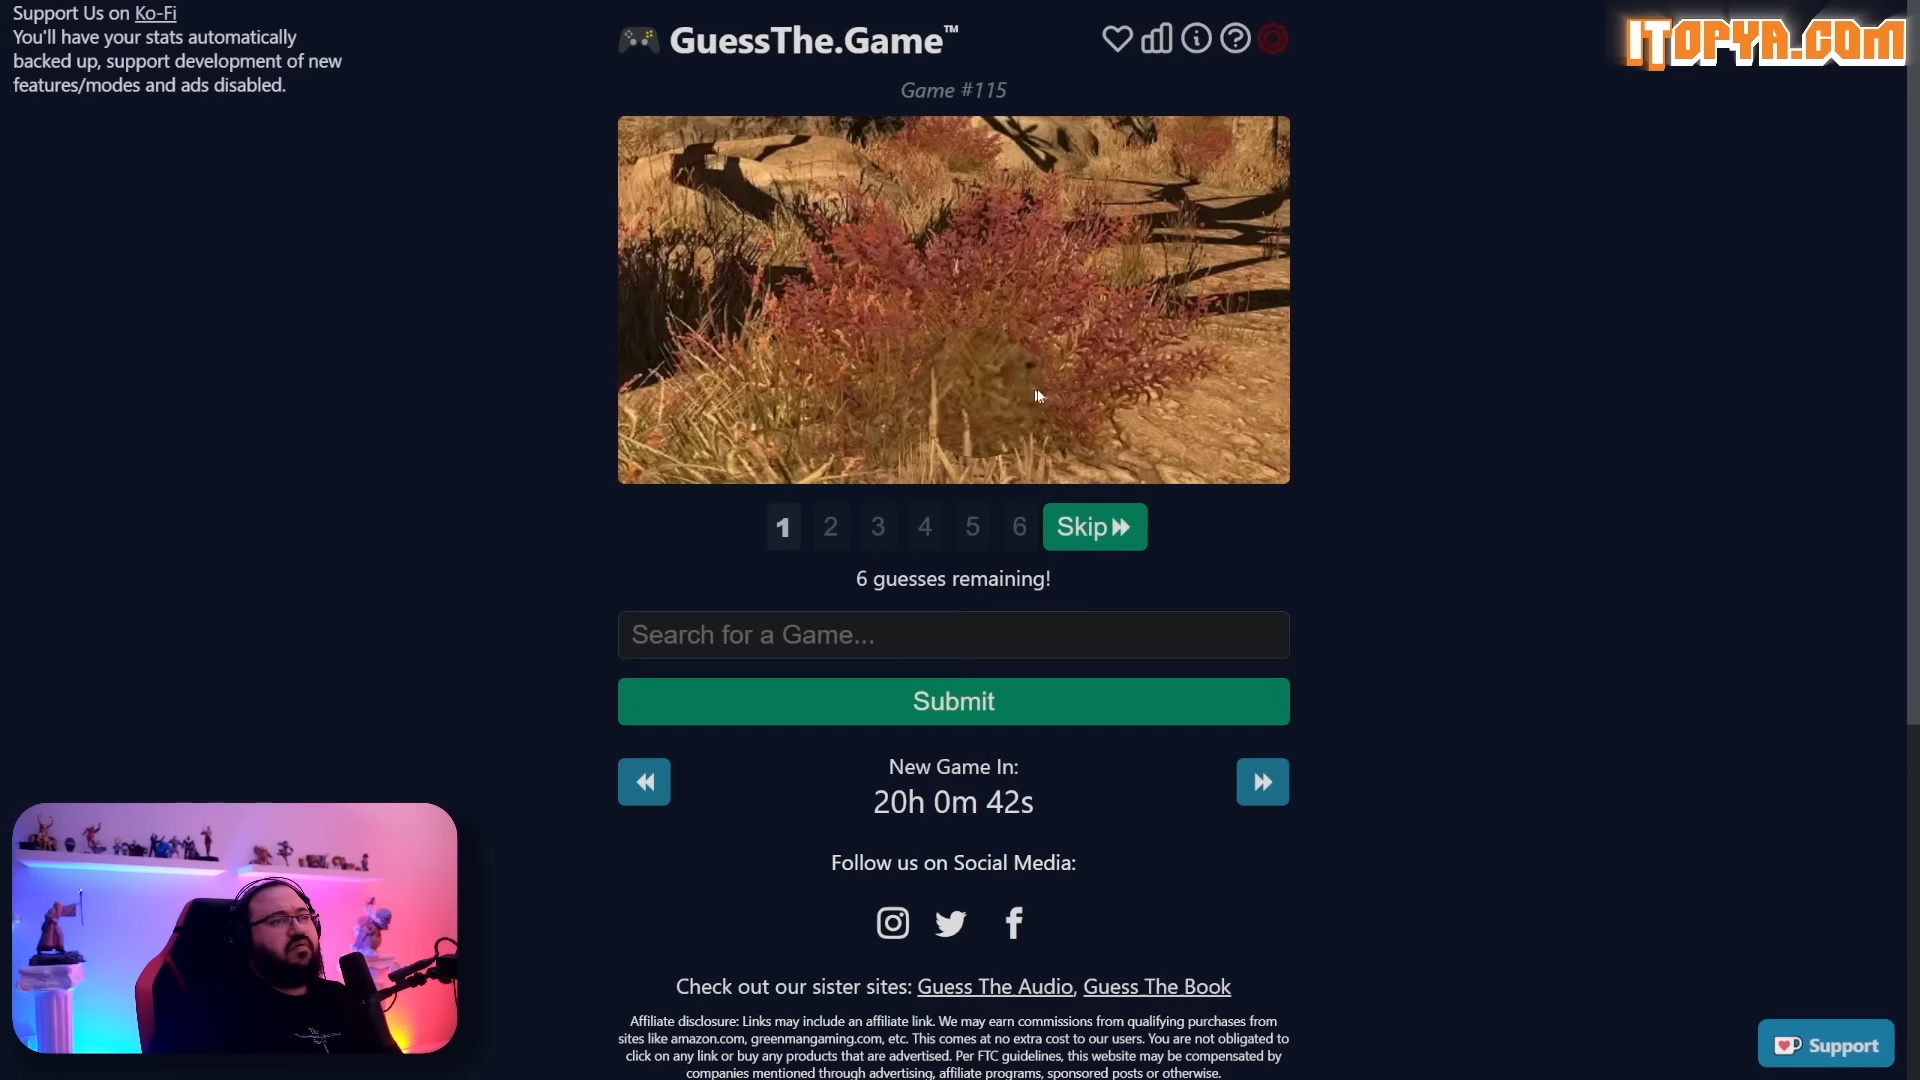 Support Us on Ko-Fi
You'll have your stats automatically
backed up, support development of new
features/modes and ads disabled.
GuessThe.Game™
ITOPYA.COM
Game #115
1 2 3 4 5 6 Skip
6 guesses remaining!
Search for a Game...
Submit
New Game In:
20h 0m 42s
Follow us on Social Media:
Check out our sister sites: Guess The Audio, Guess The Book
Affiliate disclosure: Links may include an affiliate link. We may earn commissions from qualifying purchases from
sites like amazon.com, greenmangaming.com, etc. This comes at no extra cost to our users. You are not obligated to
click on any link or buy any products that are advertised. Per FTC guidelines, this website may be compensated by
companies mentioned through advertising, affiliate programs, sponsored posts or otherwise.
Support